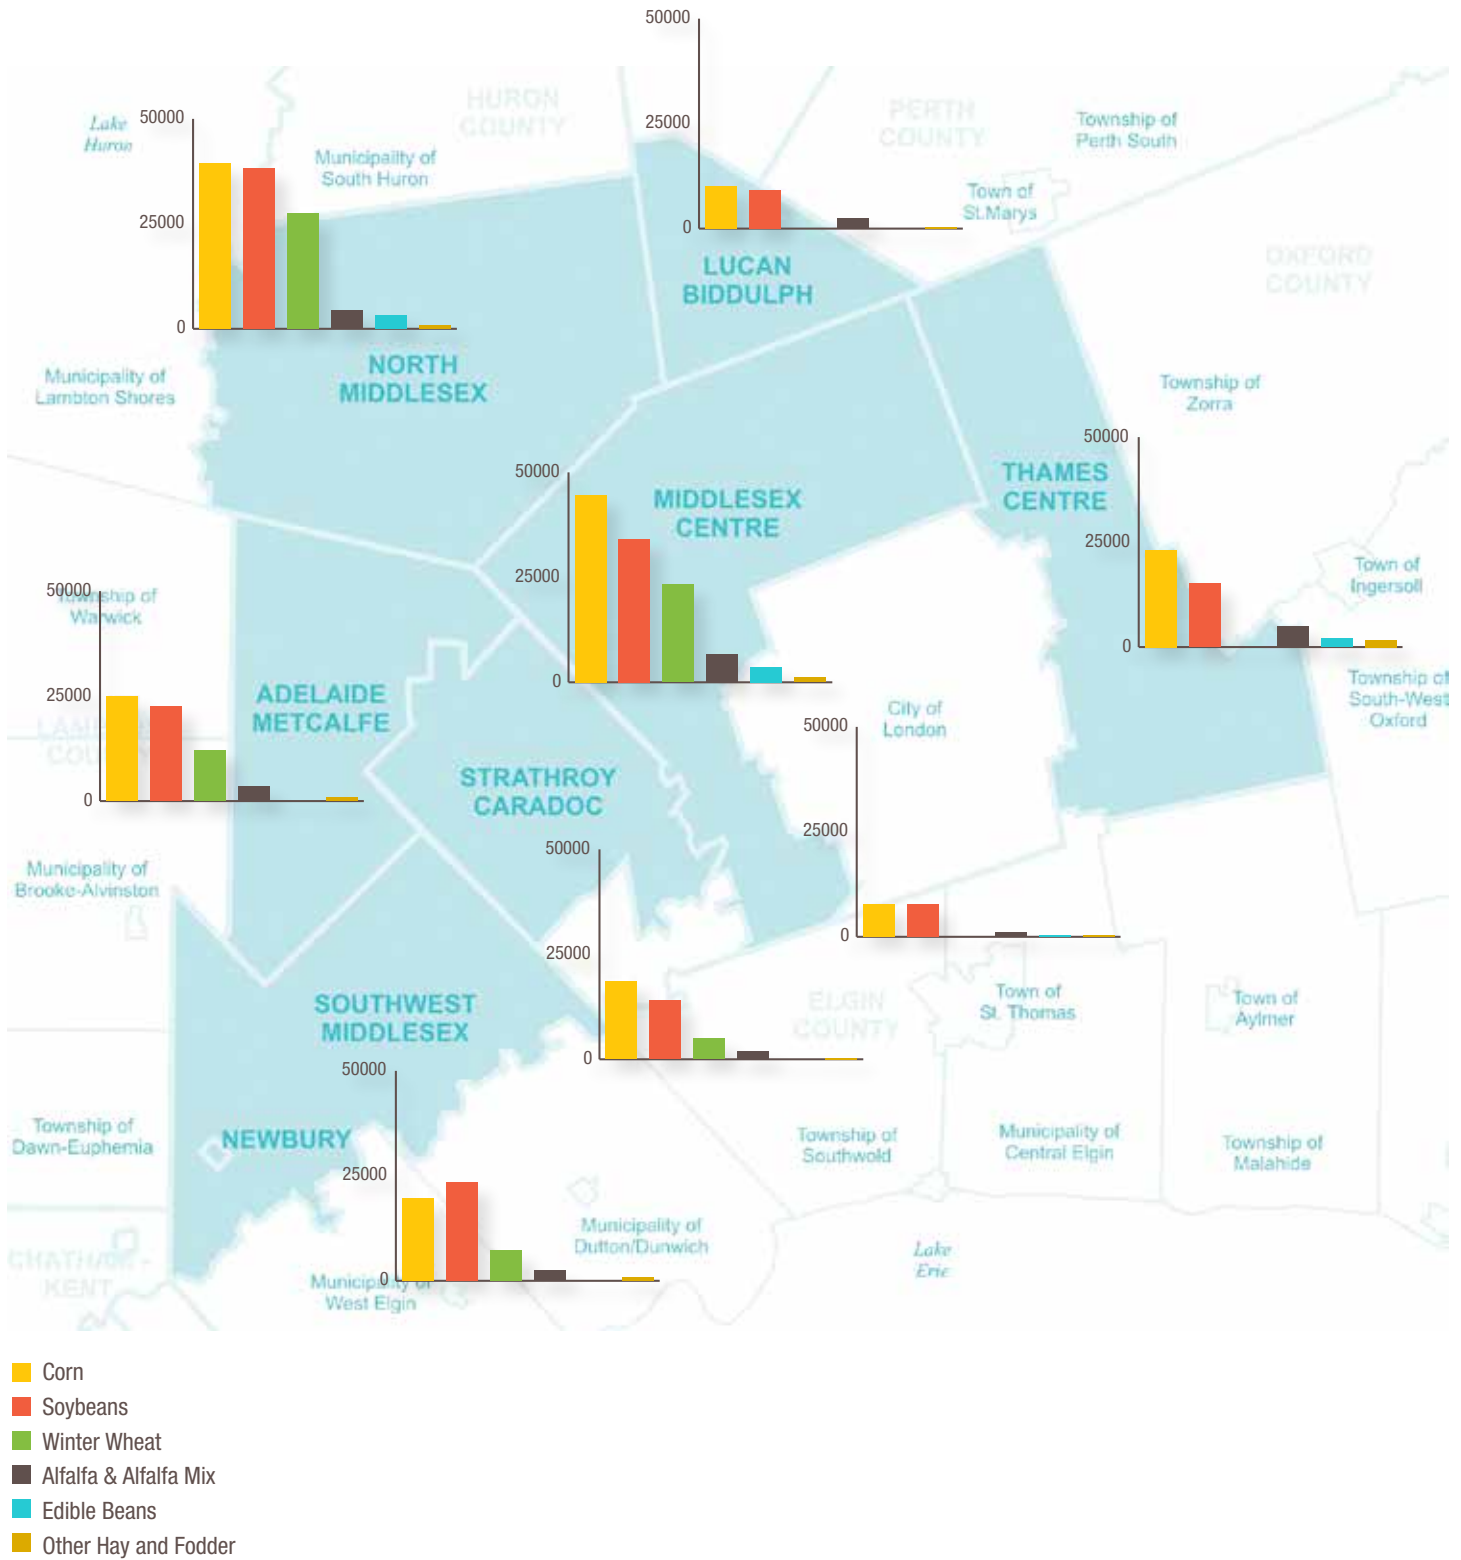 50000
25000
0
HURON
COUNTY
PERTH
COUNTY
Township of
Perth South
Lake
Huron
50000
25000
0
Municipality of
South Huron
Town of
St.Marys
OXFORD
COUNTY
LUCAN
BIDDULPH
NORTH
MIDDLESEX
Municipality of
Lambton Shores
Township of
Zorra
50000
25000
0
THAMES
CENTRE
50000
25000
0
MIDDLESEX
CENTRE
Town of
Ingersoll
50000
25000
0
Township of
Warwick
ADELAIDE
METCALFE
Township of
South-West
Oxford
City of
London
50000
25000
0
STRATHROY
CARADOC
50000
25000
0
Municipality of
Brooke-Alvinston
SOUTHWEST
MIDDLESEX
ELGIN
COUNTY
Town of
St. Thomas
Town of
Aylmer
50000
25000
0
NEWBURY
Township of
Dawn-Euphemia
Township of
Southwold
Municipality of
Central Elgin
Township of
Malahide
Municipality of
Dutton/Dunwich
Lake
Erie
KENT
Municipality of
West Elgin
Corn
Soybeans
Winter Wheat
Alfalfa & Alfalfa Mix
Edible Beans
Other Hay and Fodder